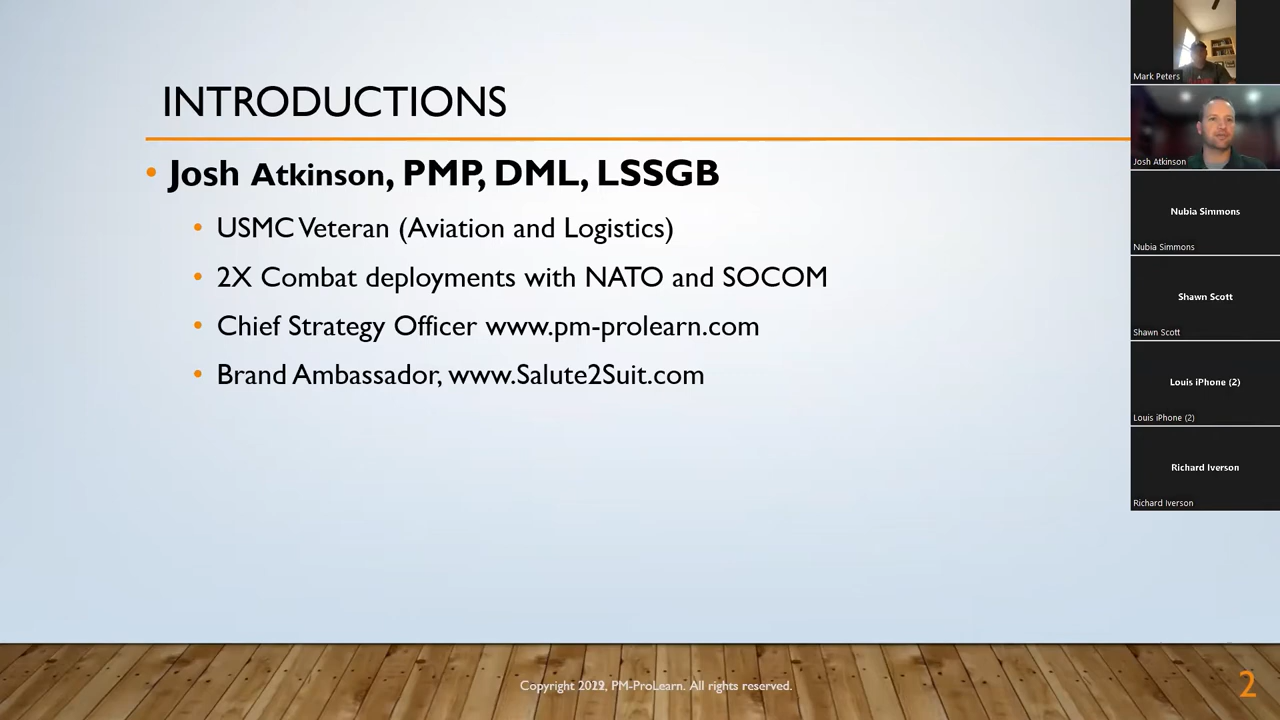 INTRODUCTIONS
• Josh Atkinson, PMP, DML, LSSGB
• USMC Veteran (Aviation and Logistics)
• 2X Combat deployments with NATO and SOCOM
• Chief Strategy Officer www.pm-prolearn.com
• Brand Ambassador, www.Salute2Suit.com
Mark Peters
Josh Atkinson
Nubia Simmons
Nubia Simmons
Shawn Scott
Shawn Scott
Louis iPhone (2)
Louis iPhone (2)
Richard Iverson
Richard Iverson
Copyright PM-ProLearn. All rights reserved.
2